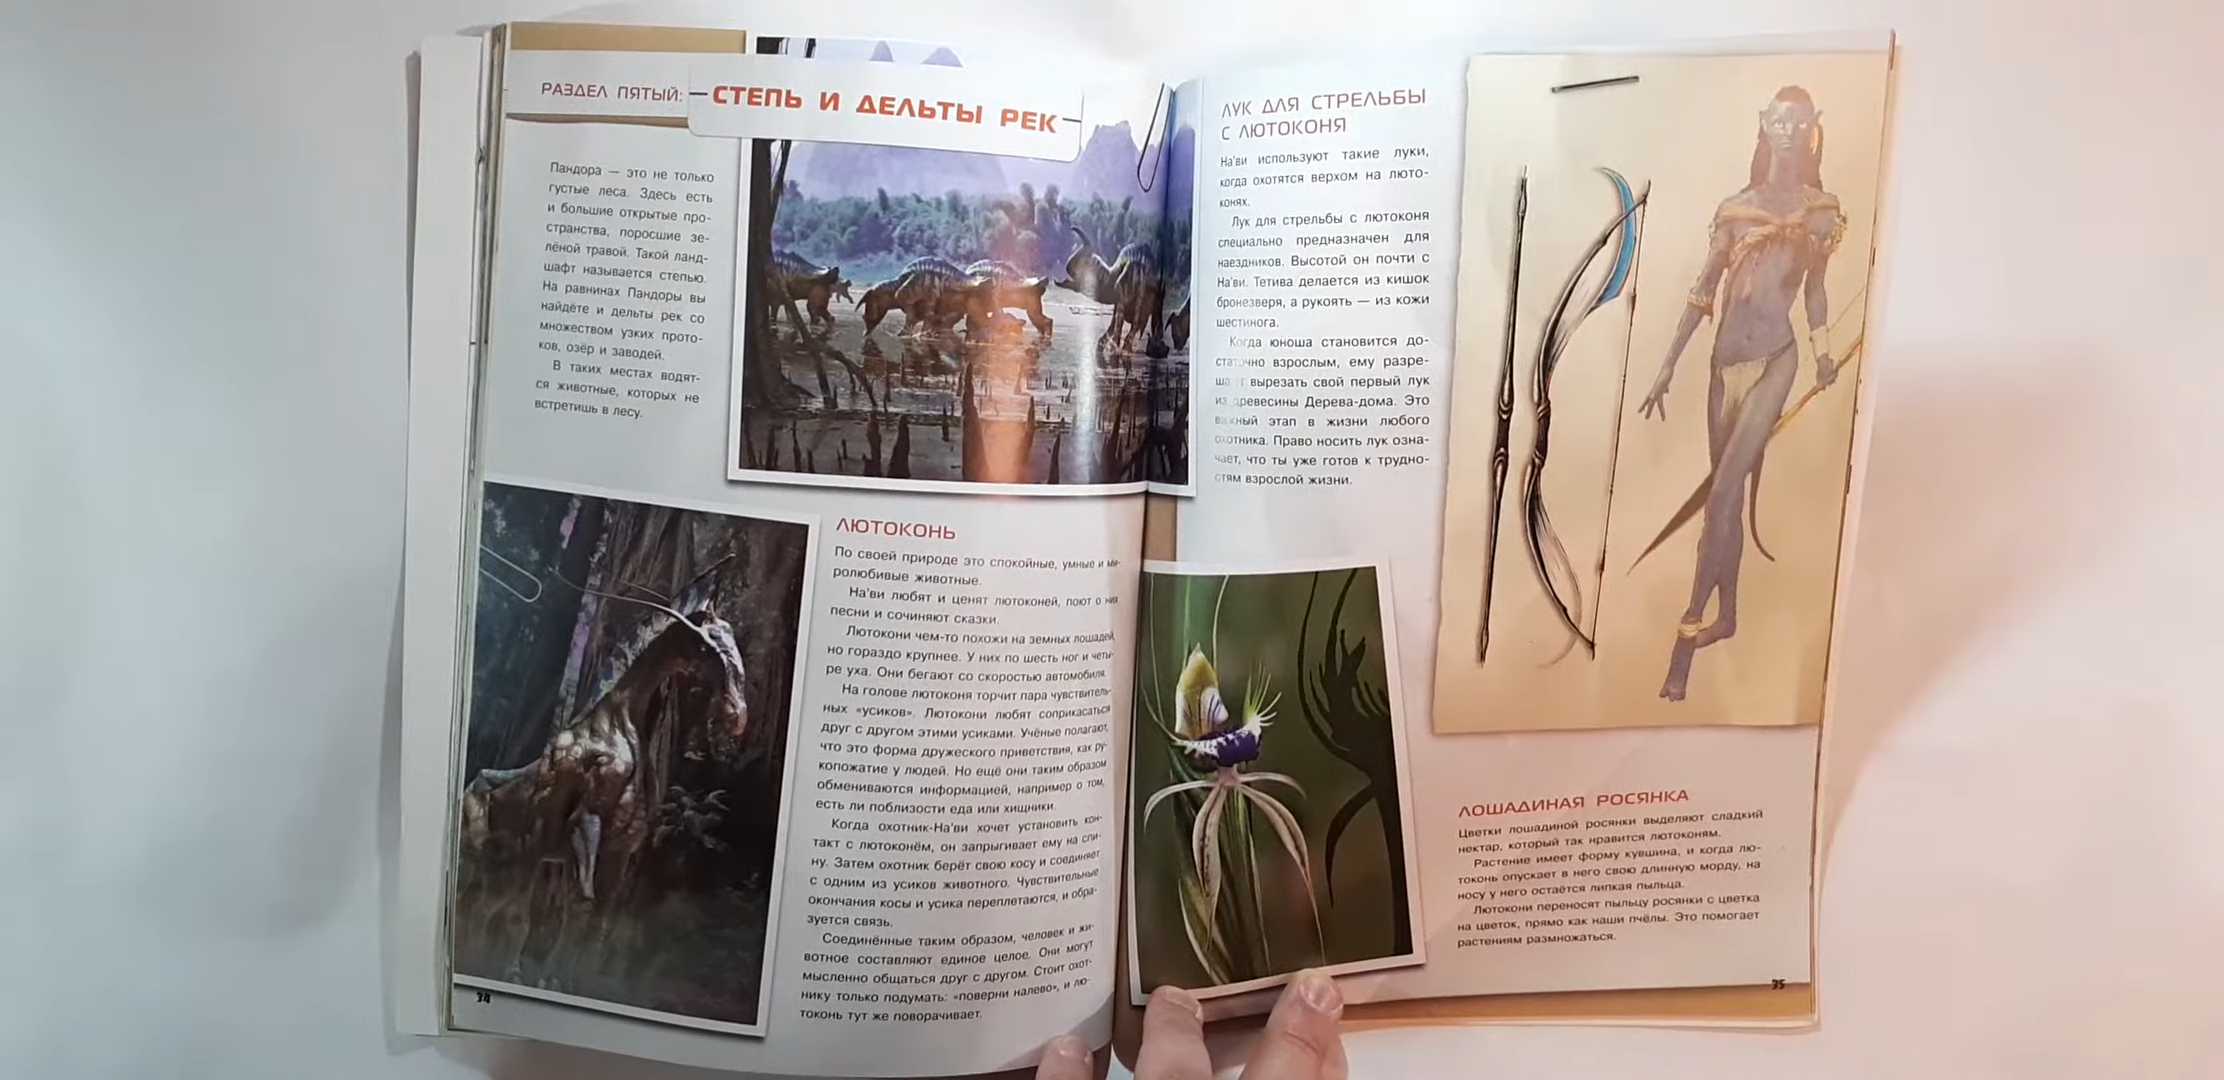 РАЗДЕЛ ПЯТЫЙ: СТЕПЬ И ДЕЛЬТЫ РЕК
Пандора — это не только
густые леса. Здесь есть
и большие открытые про-
странства, поросшие зе-
лёной травой. Такой ланд-
шафт называется степью.
На равнинах Пандоры вы
найдёте и дельты рек со
множеством узких прото-
ков, озёр и заводей.
В таких местах водят-
ся животные, которых не
встретишь в лесу.
ЛЮТОКОНЬ
По своей природе это спокойные, умные и ми-
ролюбивые животные.
На'ви любят и ценят лютоконей, поют о них
песни и сочиняют сказки.
Лютокони чем-то похожи на земных лошадей,
но гораздо крупнее. У них по шесть ног и четы-
ре уха. Они бегают со скоростью автомобиля.
На голове лютоконя торчит пара чувствитель-
ных «усиков». Лютокони любят соприкасаться
друг с другом этими усиками. Учёные полагают,
что это форма дружеского приветствия, как ру-
копожатие у людей. Но ещё они таким образом
обмениваются информацией, например о том,
есть ли поблизости еда или хищники.
Когда охотник-На'ви хочет установить кон-
такт с лютоконём, он запрыгивает ему на спи-
ну. Затем охотник берёт свою косу и соединяет
с одним из усиков животного. Чувствительные
окончания косы и усика переплетаются, и обра-
зуется связь.
Соединённые таким образом, человек и жи-
вотное составляют единое целое. Они могут
мысленно общаться друг с другом. Стоит охот-
нику только подумать: «поверни налево», и лю-
токонь тут же поворачивает.
34
ЛУК ДЛЯ СТРЕЛЬБЫ
С ЛЮТОКОНЯ
На'ви используют такие луки,
когда охотятся верхом на люто-
конях.
Лук для стрельбы с лютоконя
специально предназначен для
наездников. Высотой он почти с
На'ви. Тетива делается из кишок
бронезверя, а рукоять — из кожи
шестинога.
Когда юноша становится до-
статочно взрослым, ему разре-
шают вырезать свой первый лук
из древесины Дерева-дома. Это
важный этап в жизни любого
охотника. Право носить лук озна-
чает, что ты уже готов к трудно-
стям взрослой жизни.
ЛОШАДИНАЯ РОСЯНКА
Цветки лошадиной росянки выделяют сладкий
нектар, который так нравится лютоконям.
Растение имеет форму кувшина, и когда лю-
токонь опускает в него свою длинную морду, на
носу у него остаётся липкая пыльца.
Лютокони переносят пыльцу росянки с цветка
на цветок, прямо как наши пчёлы. Это помогает
растениям размножаться.
35